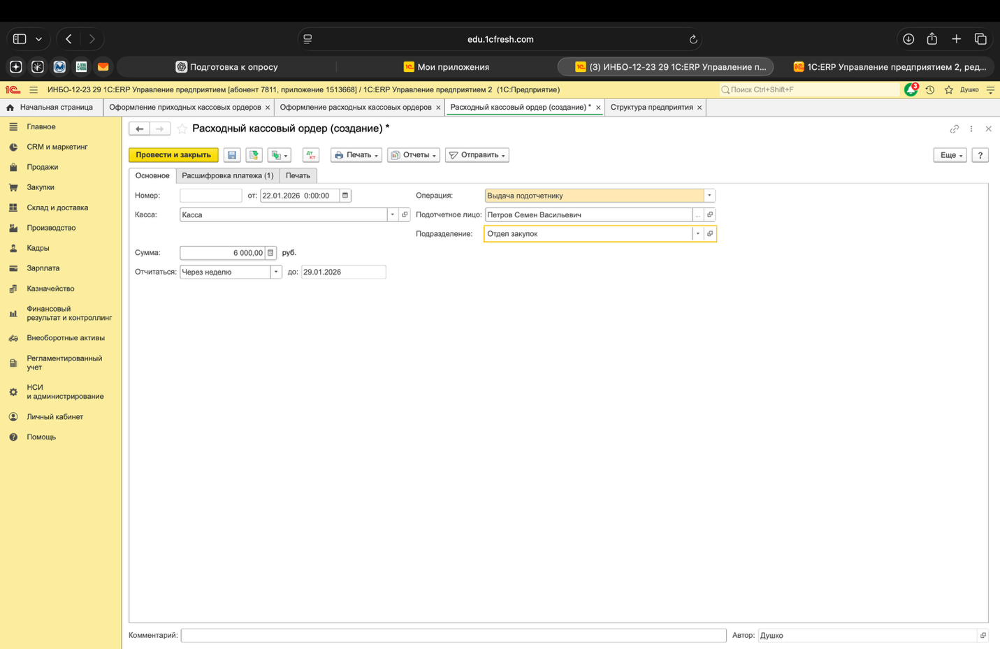 edu.1cfresh.com
Подготовка к опросу
Мои приложения
(3) ИНБО-12-23 29 1С:ERP Управление п...
1С:ERP Управление предприятием 2, ред...
ИНБО-12-23 29 1С:ERP Управление предприятием [абонент 7811, приложение 1513668] / 1С:ERP Управление предприятием 2 (1С:Предприятие)
Поиск Ctrl+Shift+F
3
Душко
Начальная страница
Оформление приходных кассовых ордеров
Оформление расходных кассовых ордеров
Расходный кассовый ордер (создание) *
Структура предприятия
Главное
CRM и маркетинг
Продажи
Закупки
Склад и доставка
Производство
Кадры
Зарплата
Казначейство
Финансовый
результат и контроллинг
Внеоборотные активы
Регламентированный
учет
НСИ
и администрирование
Личный кабинет
Помощь
Расходный кассовый ордер (создание) *
Провести и закрыть
Дт
Кт
Печать
Отчеты
Отправить
Еще
?
Основное
Расшифровка платежа (1)
Печать
Номер:
от: 22.01.2026 0:00:00
Операция: Выдача подотчетнику
Касса: Касса
Подотчетное лицо: Петров Семен Васильевич
...
Подразделение: Отдел закупок
Сумма: 6 000,00 руб.
Отчитаться: Через неделю до: 29.01.2026
Комментарий:
Автор: Душко